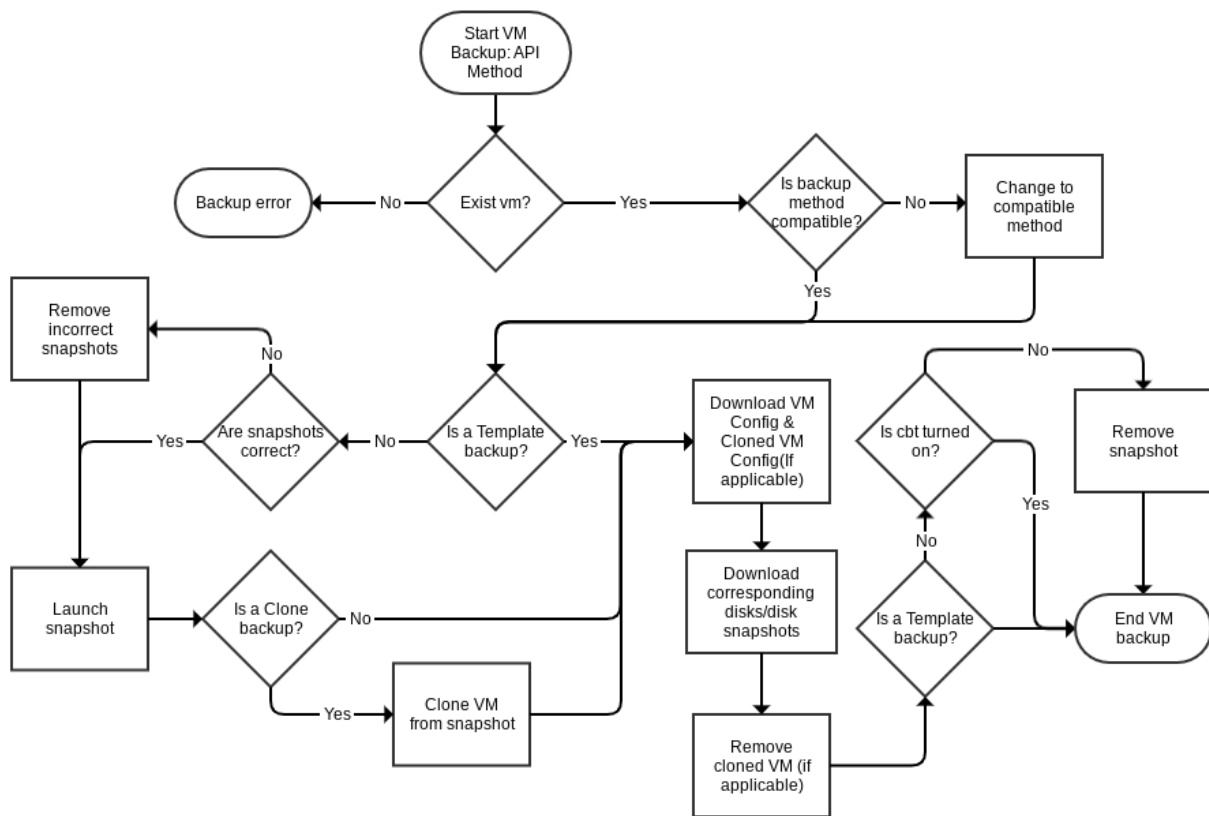 Start VM
Backup: API
Method
Backup error
No
Exist vm?
Yes
Is backup
method
compatible?
No
Change to
compatible
method
Yes
Remove
incorrect
snapshots
No
Are snapshots
correct?
Yes
No
Is a Template
backup?
Yes
Download VM
Config &
Cloned VM
Config(If
applicable)
Is cbt turned
on?
No
Remove
snapshot
Yes
No
Launch
snapshot
Is a Clone
backup?
No
Yes
Clone VM
from snapshot
Download
corresponding
disks/disk
snapshots
Is a Template
backup?
End VM
backup
Remove
cloned VM (if
applicable)